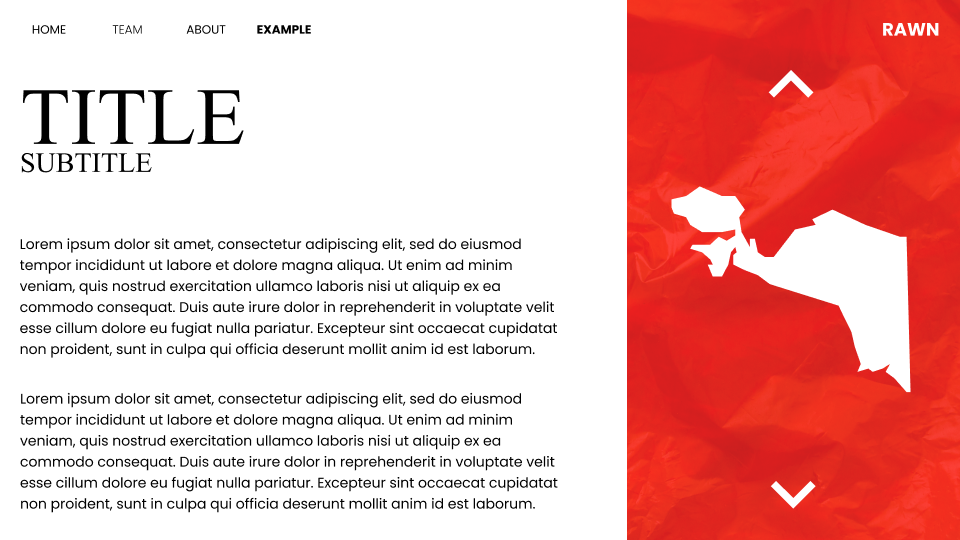 HOME TEAM ABOUT EXAMPLE RAWN
TITLE
SUBTITLE
Lorem ipsum dolor sit amet, consectetur adipiscing elit, sed do eiusmod
tempor incididunt ut labore et dolore magna aliqua. Ut enim ad minim
veniam, quis nostrud exercitation ullamco laboris nisi ut aliquip ex ea
commodo consequat. Duis aute irure dolor in reprehenderit in voluptate velit
esse cillum dolore eu fugiat nulla pariatur. Excepteur sint occaecat cupidatat
non proident, sunt in culpa qui officia deserunt mollit anim id est laborum.
Lorem ipsum dolor sit amet, consectetur adipiscing elit, sed do eiusmod
tempor incididunt ut labore et dolore magna aliqua. Ut enim ad minim
veniam, quis nostrud exercitation ullamco laboris nisi ut aliquip ex ea
commodo consequat. Duis aute irure dolor in reprehenderit in voluptate velit
esse cillum dolore eu fugiat nulla pariatur. Excepteur sint occaecat cupidatat
non proident, sunt in culpa qui officia deserunt mollit anim id est laborum.